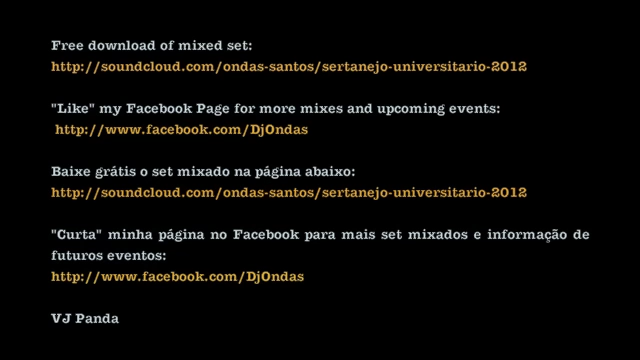 Free download of mixed set:
http://soundcloud.com/ondas-santos/sertanejo-universitario-2012
"Like" my Facebook Page for more mixes and upcoming events:
http://www.facebook.com/DjOndas
Baixe grátis o set mixado na página abaixo:
http://soundcloud.com/ondas-santos/sertanejo-universitario-2012
"Curta" minha página no Facebook para mais set mixados e informação de
futuros eventos:
http://www.facebook.com/DjOndas
VJ Panda